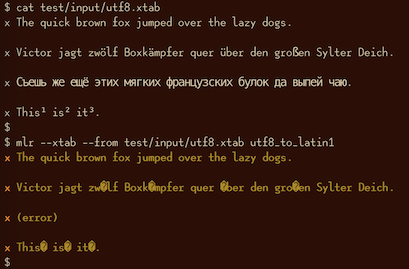 $ cat test/input/utf8.xtab
x The quick brown fox jumped over the lazy dogs.
x Victor jagt zwölf Boxkämpfer quer über den großen Sylter Deich.
x Съешь же ещё этих мягких французских булок да выпей чаю.
x This¹ is² it³.
$
$ mlr --xtab --from test/input/utf8.xtab utf8_to_latin1
x The quick brown fox jumped over the lazy dogs.
x Victor jagt zw�lf Boxk�mpfer quer �ber den gro�en Sylter Deich.
x (error)
x This� is� it�.
$